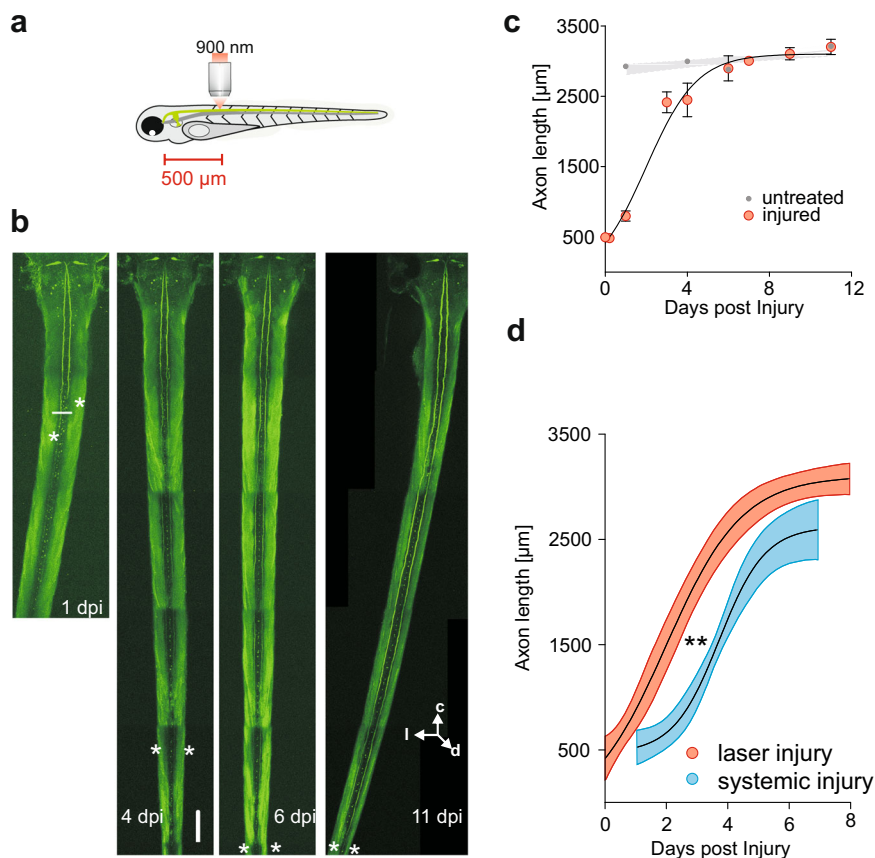 a
900 nm
500 µm
b
* *
1 dpi
* *
4 dpi
* *
6 dpi
c
l
d
* *
11 dpi
c
Axon length [µm]
3500
2500
1500
500
untreated
injured
0 4 8 12
Days post Injury
d
Axon length [µm]
3500
2500
1500
500
**
laser injury
systemic injury
0 2 4 6 8
Days post Injury